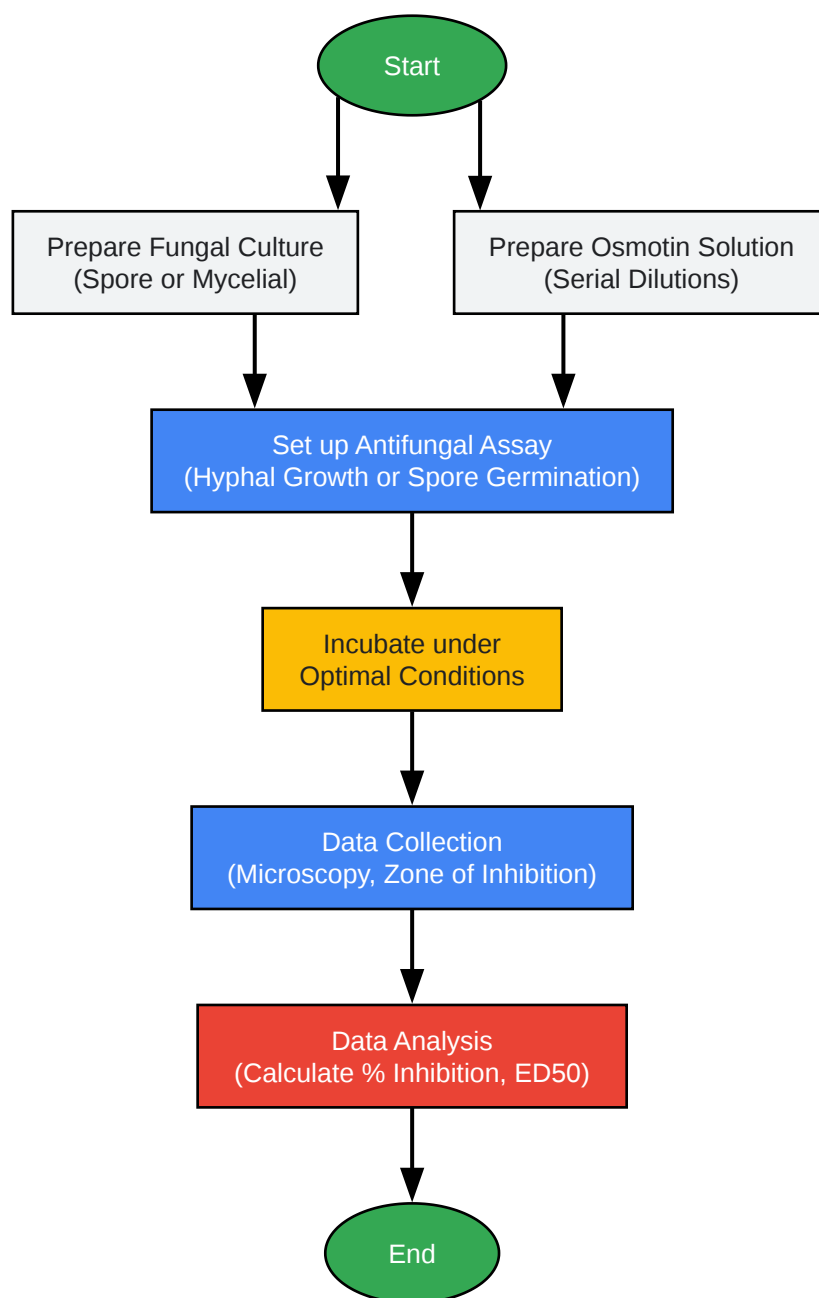 Start
Prepare Fungal Culture
(Spore or Mycelial)
Prepare Osmotin Solution
(Serial Dilutions)
Set up Antifungal Assay
(Hyphal Growth or Spore Germination)
Incubate under
Optimal Conditions
Data Collection
(Microscopy, Zone of Inhibition)
Data Analysis
(Calculate % Inhibition, ED50)
End